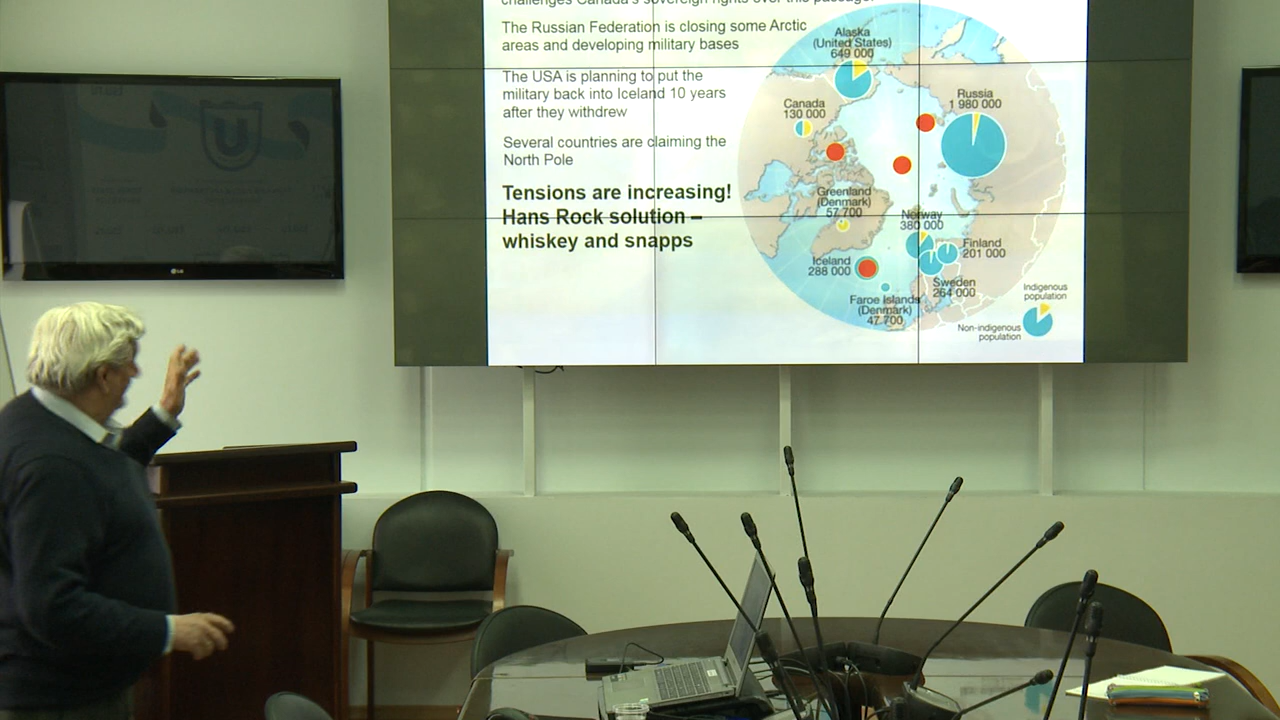 challenges Canada's sovereign rights over this passage.
The Russian Federation is closing some Arctic
areas and developing military bases
The USA is planning to put the
military back into Iceland 10 years
after they withdrew
Several countries are claiming the
North Pole
Tensions are increasing!
Hans Rock solution –
whiskey and snapps
Alaska
(United States)
649 000
Canada
130 000
Russia
1 980 000
Greenland
(Denmark)
57 700
Norway
380 000
Finland
201 000
Iceland
288 000
Sweden
264 000
Faroe Islands
(Denmark)
47 700
Indigenous
population
Non-indigenous
population
U
LG